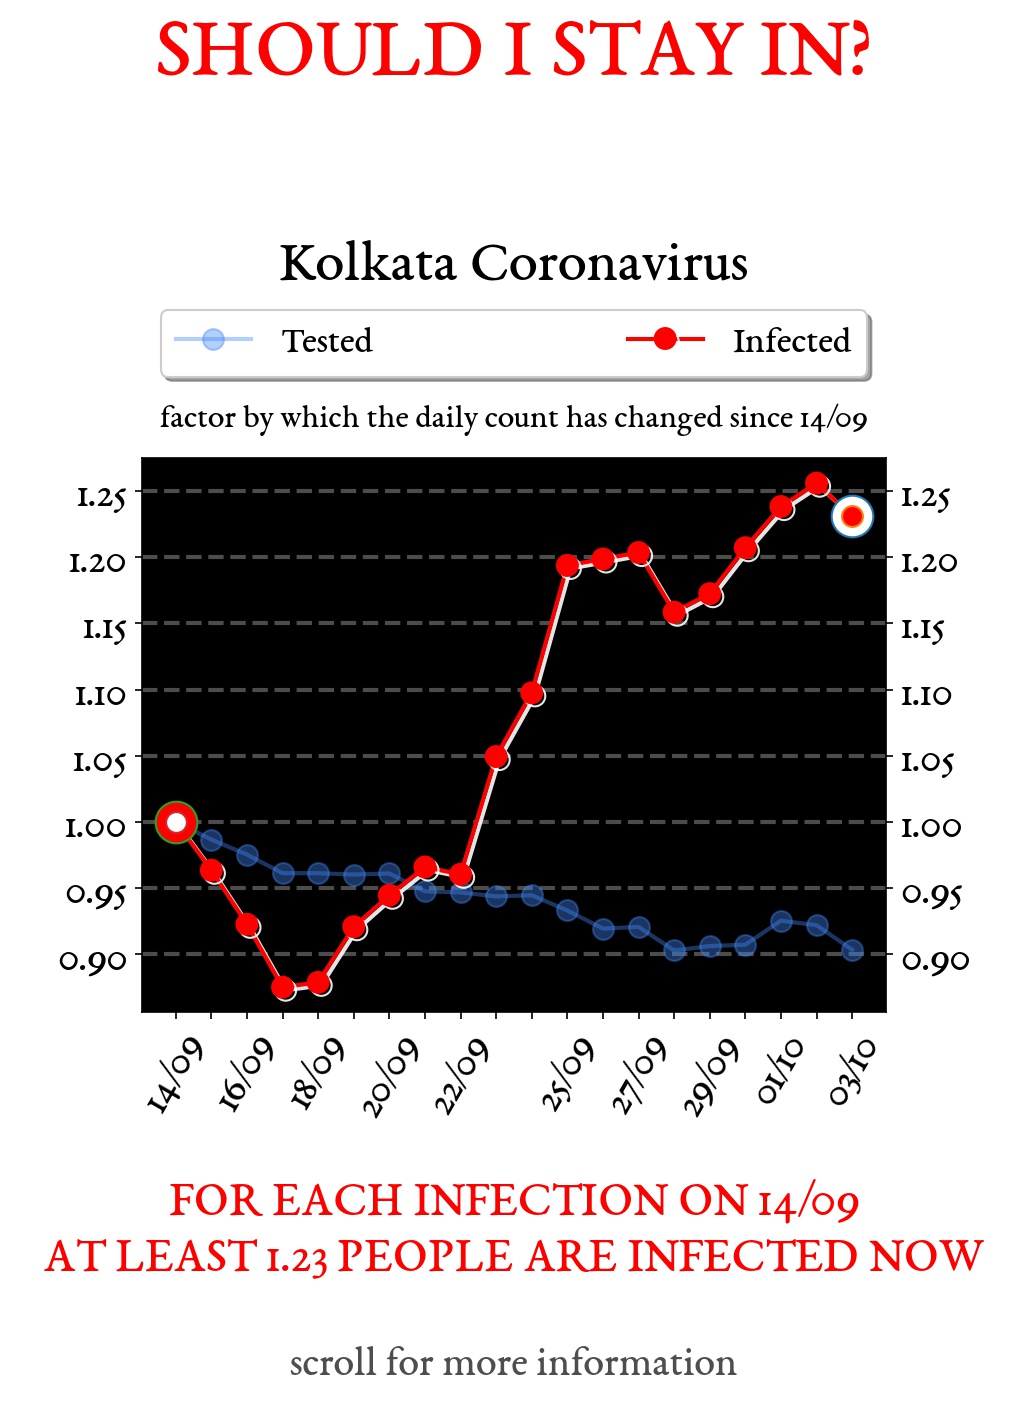 SHOULD I STAY IN?
Kolkata Coronavirus
Tested Infected
factor by which the daily count has changed since 14/09
1.25 1.25
1.20 1.20
1.15 1.15
1.10 1.10
1.05 1.05
1.00 1.00
0.95 0.95
0.90 0.90
14/09 16/09 18/09 20/09 22/09 25/09 27/09 29/09 01/10 03/10
FOR EACH INFECTION ON 14/09
AT LEAST 1.23 PEOPLE ARE INFECTED NOW
scroll for more information